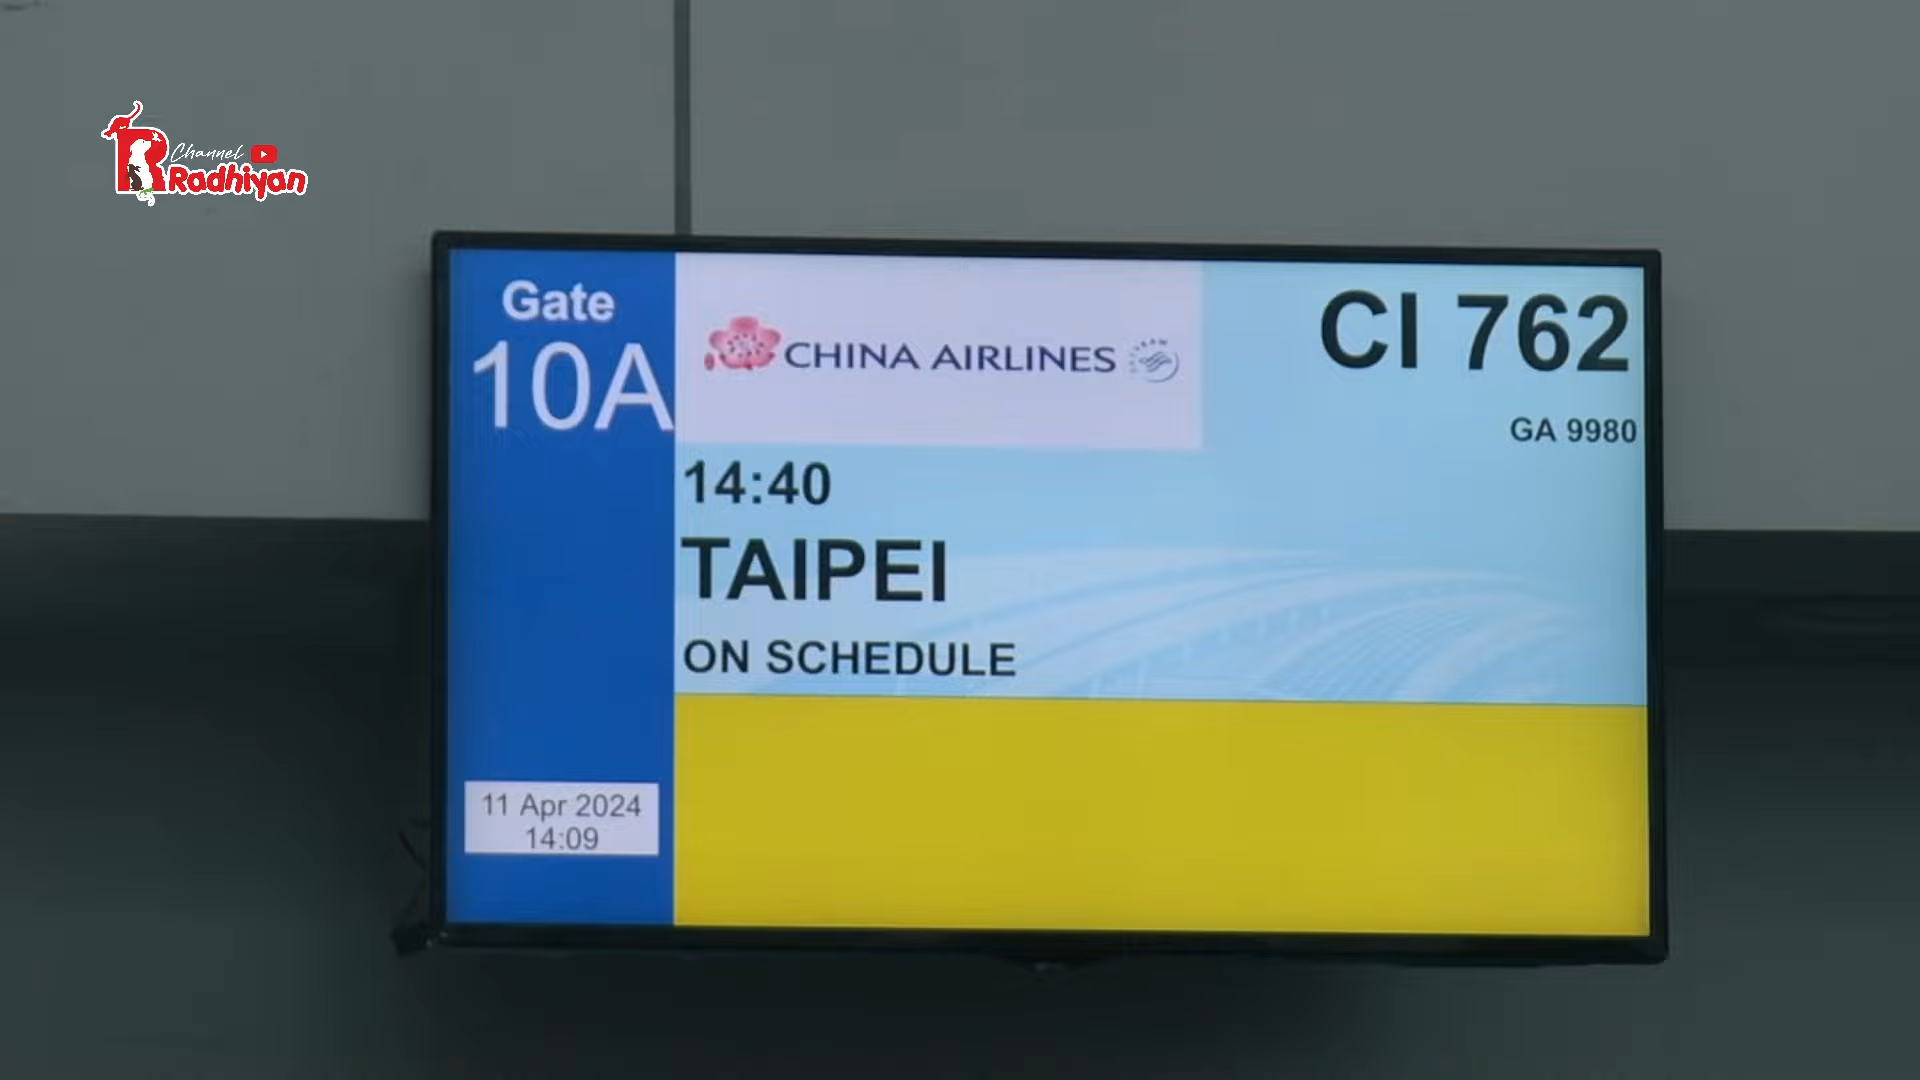 Channel
Radhiyan
Gate
10A
CHINA AIRLINES
CI 762
GA 9980
14:40
TAIPEI
ON SCHEDULE
11 Apr 2024
14:09